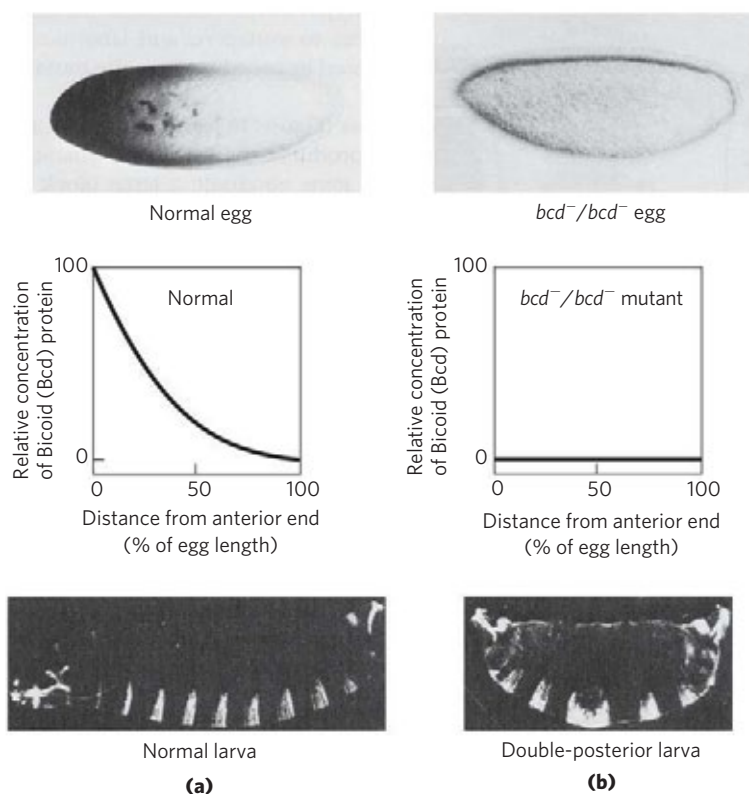 Normal egg
bcd⁻/bcd⁻ egg
100
Normal
Relative concentration
of Bicoid (Bcd) protein
0
0
50
100
Distance from anterior end
(% of egg length)
100
bcd⁻/bcd⁻ mutant
Relative concentration
of Bicoid (Bcd) protein
0
0
50
100
Distance from anterior end
(% of egg length)
Normal larva
(a)
Double-posterior larva
(b)